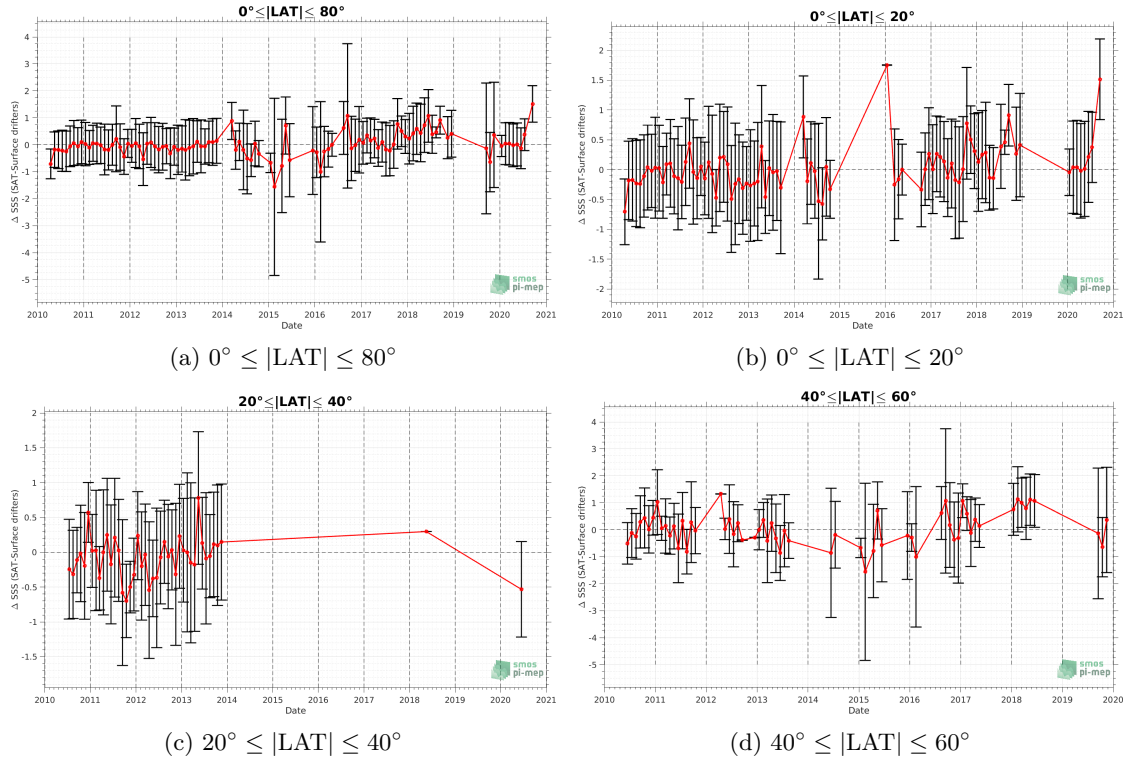 0°≤|LAT|≤ 80°
Δ SSS (SAT-Surface drifters)
4
3
2
1
0
-1
-2
-3
-4
-5
smos
pi-mep
2010 2011 2012 2013 2014 2015 2016 2017 2018 2019 2020 2021
Date
(a) 0° ≤ |LAT| ≤ 80°
0°≤|LAT|≤ 20°
Δ SSS (SAT-Surface drifters)
2
1.5
1
0.5
0
-0.5
-1
-1.5
-2
smos
pi-mep
2010 2011 2012 2013 2014 2015 2016 2017 2018 2019 2020 2021
Date
(b) 0° ≤ |LAT| ≤ 20°
20°≤|LAT|≤ 40°
Δ SSS (SAT-Surface drifters)
2
1.5
1
0.5
0
-0.5
-1
-1.5
smos
pi-mep
2010 2011 2012 2013 2014 2015 2016 2017 2018 2019 2020 2021
Date
(c) 20° ≤ |LAT| ≤ 40°
40°≤|LAT|≤ 60°
Δ SSS (SAT-Surface drifters)
4
3
2
1
0
-1
-2
-3
-4
-5
smos
pi-mep
2010 2011 2012 2013 2014 2015 2016 2017 2018 2019 2020
Date
(d) 40° ≤ |LAT| ≤ 60°